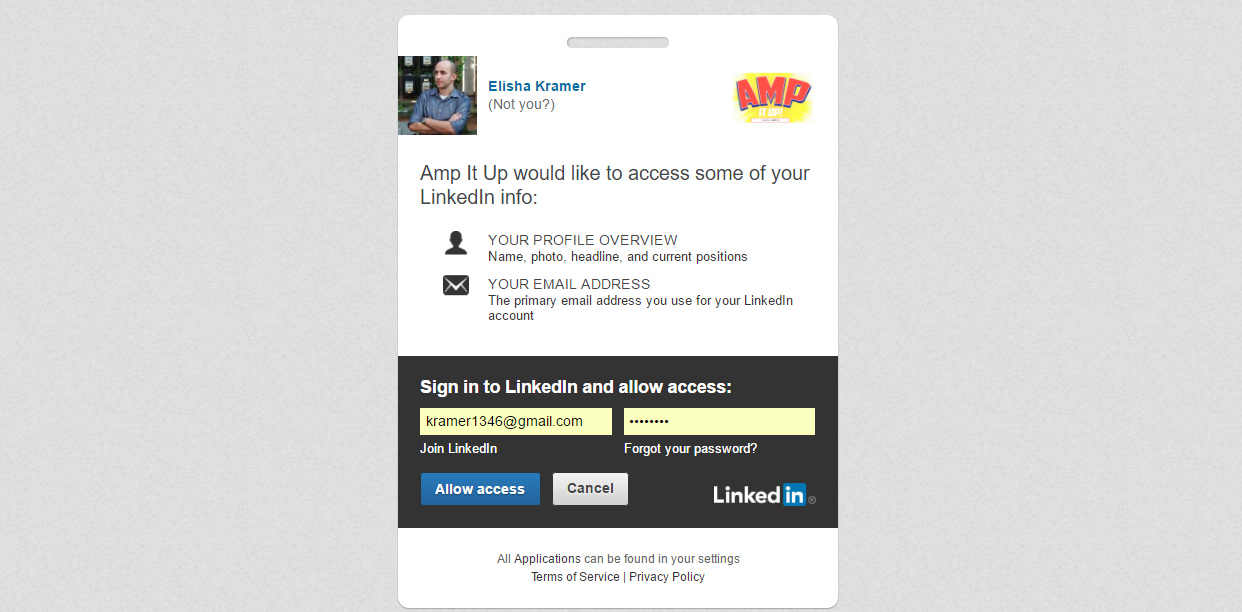 Elisha Kramer
(Not you?)
AMP
IT UP!
Amp It Up would like to access some of your
LinkedIn info:
YOUR PROFILE OVERVIEW
Name, photo, headline, and current positions
YOUR EMAIL ADDRESS
The primary email address you use for your LinkedIn
account
Sign in to LinkedIn and allow access:
kramer1346@gmail.com ••••••••
Join LinkedIn Forgot your password?
Allow access Cancel Linked in ®
All Applications can be found in your settings
Terms of Service | Privacy Policy